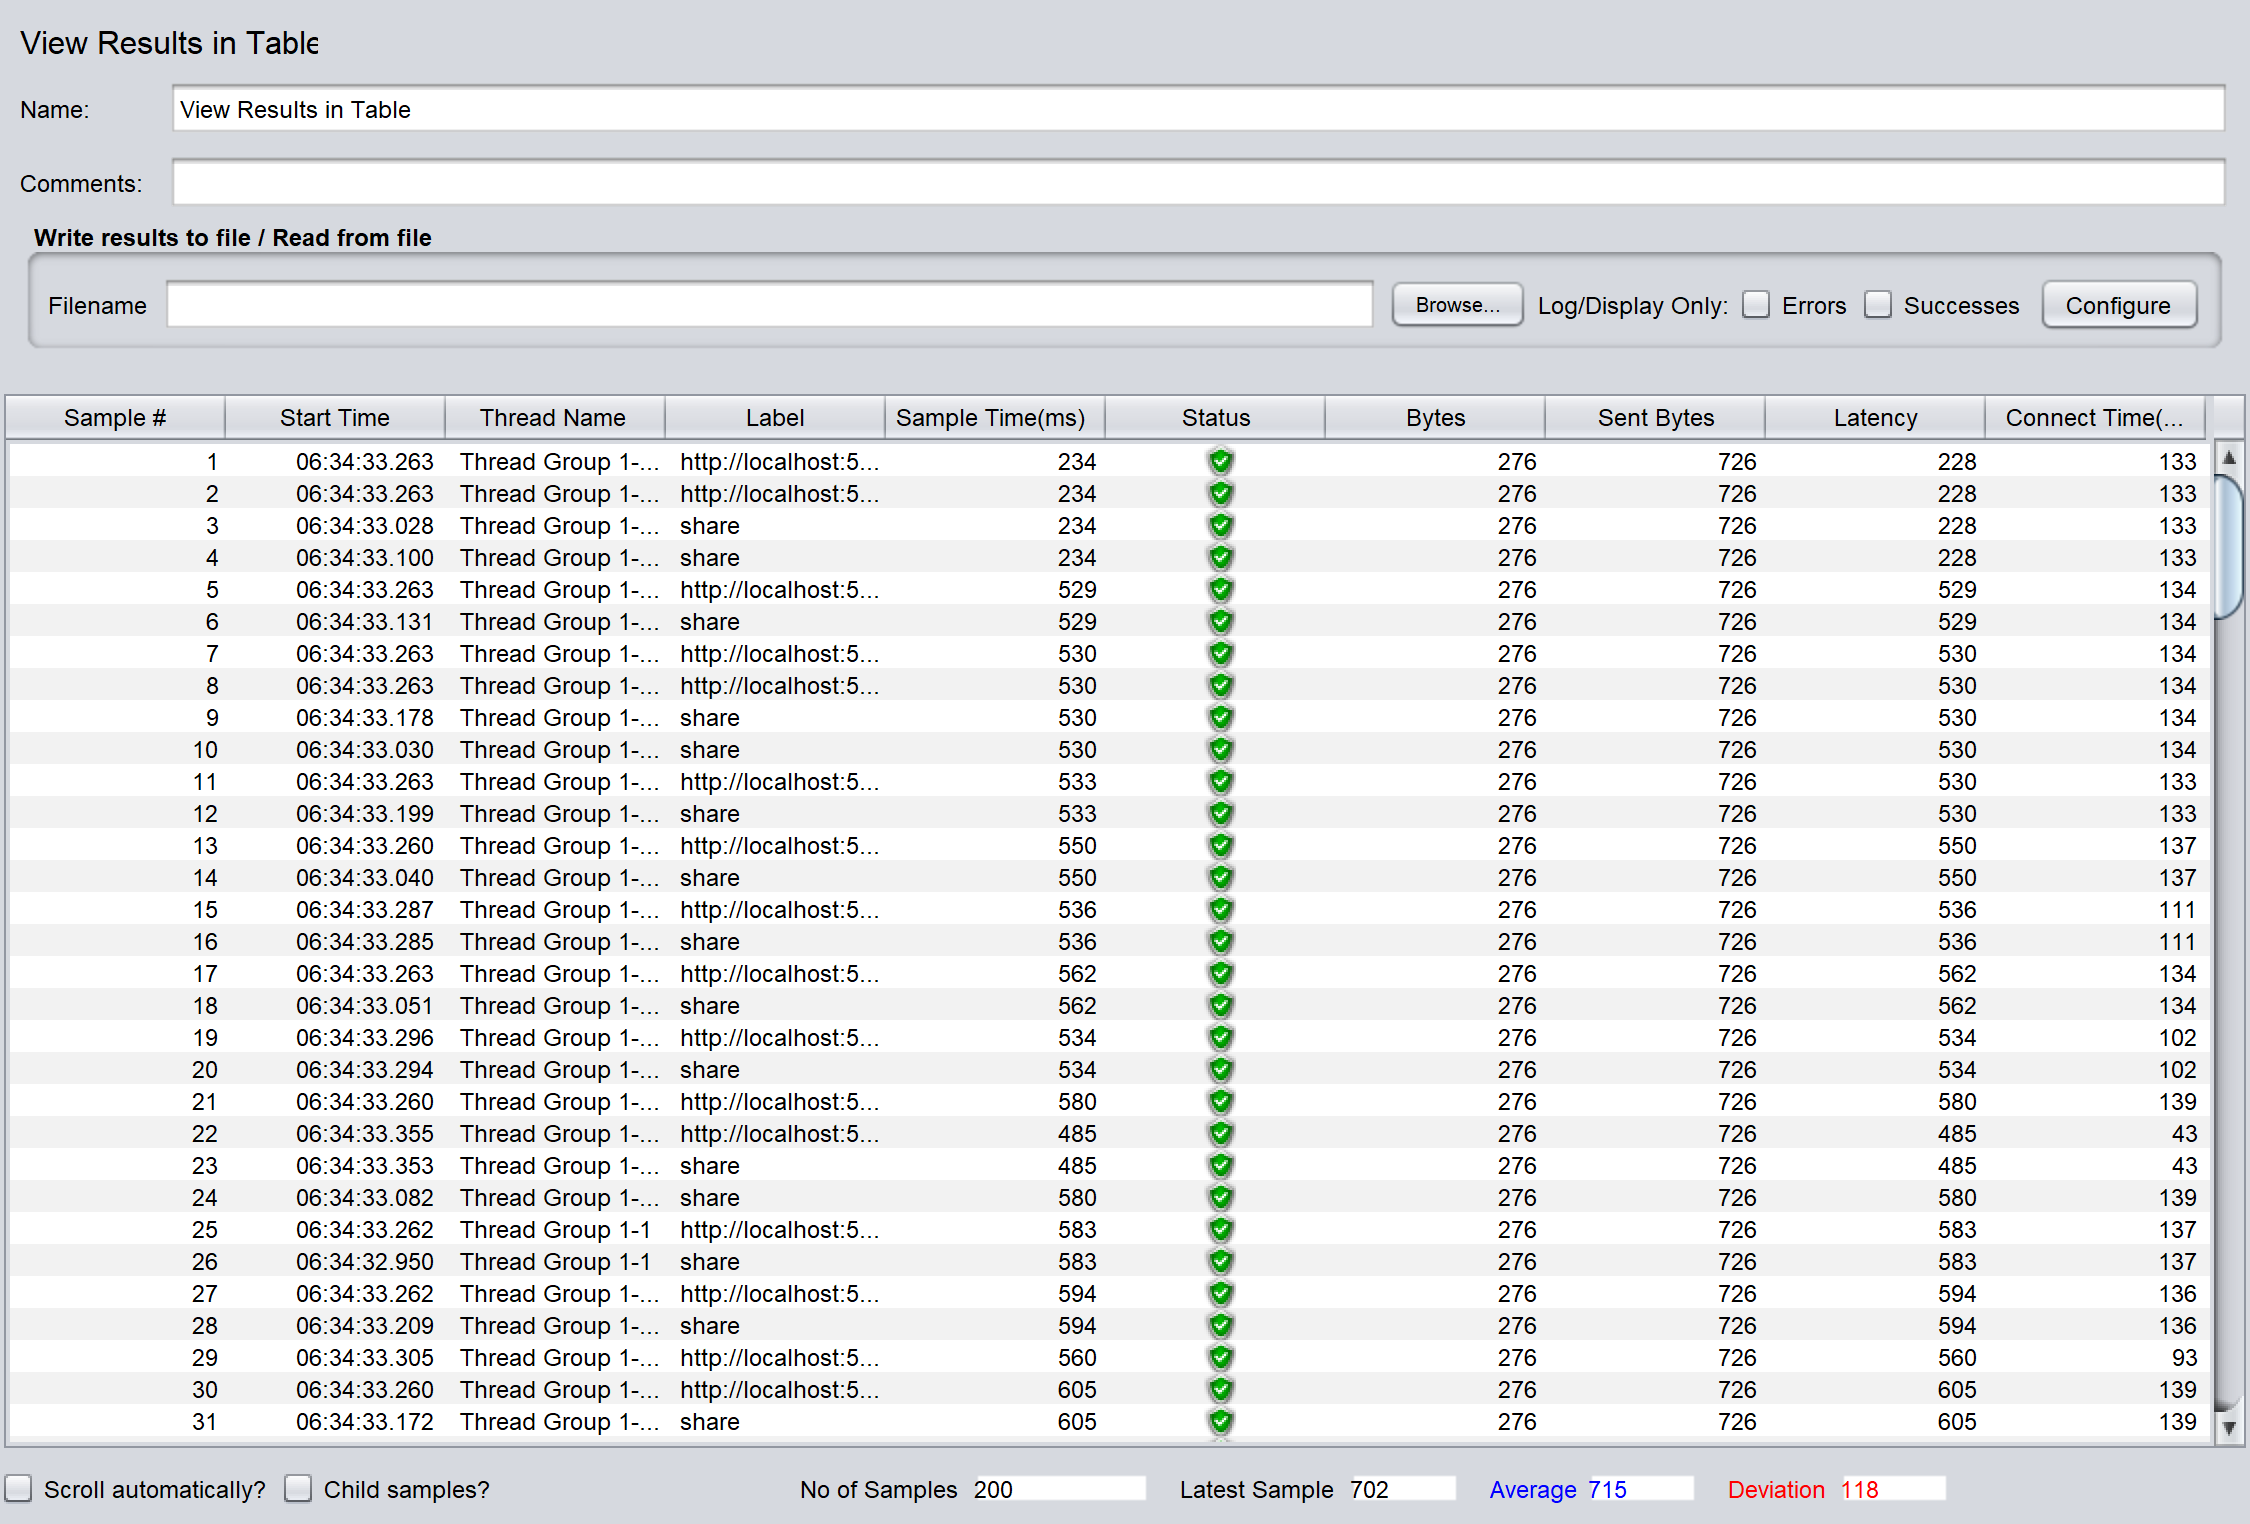 View Results in Table
Name: View Results in Table
Comments:
Write results to file / Read from file
Filename Browse... Log/Display Only: Errors Successes Configure
Sample # Start Time Thread Name Label Sample Time(ms) Status Bytes Sent Bytes Latency Connect Time(...
1 06:34:33.263 Thread Group 1-... http://localhost:5... 234 276 726 228 133
2 06:34:33.263 Thread Group 1-... http://localhost:5... 234 276 726 228 133
3 06:34:33.028 Thread Group 1-... share 234 276 726 228 133
4 06:34:33.100 Thread Group 1-... share 234 276 726 228 133
5 06:34:33.263 Thread Group 1-... http://localhost:5... 529 276 726 529 134
6 06:34:33.131 Thread Group 1-... share 529 276 726 529 134
7 06:34:33.263 Thread Group 1-... http://localhost:5... 530 276 726 530 134
8 06:34:33.263 Thread Group 1-... http://localhost:5... 530 276 726 530 134
9 06:34:33.178 Thread Group 1-... share 530 276 726 530 134
10 06:34:33.030 Thread Group 1-... share 530 276 726 530 134
11 06:34:33.263 Thread Group 1-... http://localhost:5... 533 276 726 530 133
12 06:34:33.199 Thread Group 1-... share 533 276 726 530 133
13 06:34:33.260 Thread Group 1-... http://localhost:5... 550 276 726 550 137
14 06:34:33.040 Thread Group 1-... share 550 276 726 550 137
15 06:34:33.287 Thread Group 1-... http://localhost:5... 536 276 726 536 111
16 06:34:33.285 Thread Group 1-... share 536 276 726 536 111
17 06:34:33.263 Thread Group 1-... http://localhost:5... 562 276 726 562 134
18 06:34:33.051 Thread Group 1-... share 562 276 726 562 134
19 06:34:33.296 Thread Group 1-... http://localhost:5... 534 276 726 534 102
20 06:34:33.294 Thread Group 1-... share 534 276 726 534 102
21 06:34:33.260 Thread Group 1-... http://localhost:5... 580 276 726 580 139
22 06:34:33.355 Thread Group 1-... http://localhost:5... 485 276 726 485 43
23 06:34:33.353 Thread Group 1-... share 485 276 726 485 43
24 06:34:33.082 Thread Group 1-... share 580 276 726 580 139
25 06:34:33.262 Thread Group 1-1 http://localhost:5... 583 276 726 583 137
26 06:34:32.950 Thread Group 1-1 share 583 276 726 583 137
27 06:34:33.262 Thread Group 1-... http://localhost:5... 594 276 726 594 136
28 06:34:33.209 Thread Group 1-... share 594 276 726 594 136
29 06:34:33.305 Thread Group 1-... http://localhost:5... 560 276 726 560 93
30 06:34:33.260 Thread Group 1-... http://localhost:5... 605 276 726 605 139
31 06:34:33.172 Thread Group 1-... share 605 276 726 605 139
Scroll automatically? Child samples? No of Samples 200 Latest Sample 702 Average 715 Deviation 118